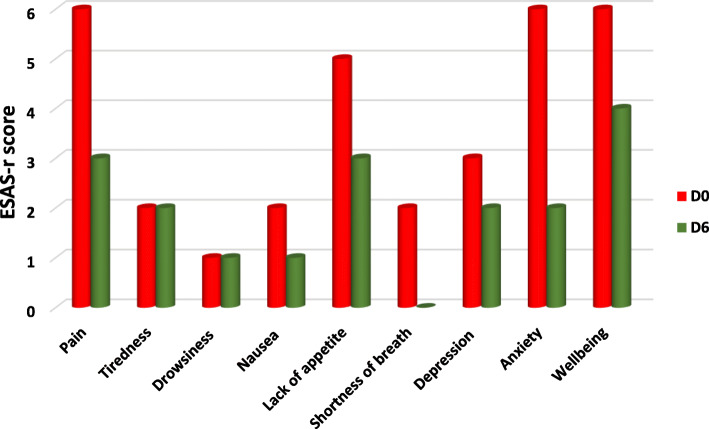 ESAS-r score
6
5
4
3
2
1
0
Pain
Tiredness
Drowsiness
Nausea
Lack of appetite
Shortness of breath
Depression
Anxiety
Wellbeing
D0
D6